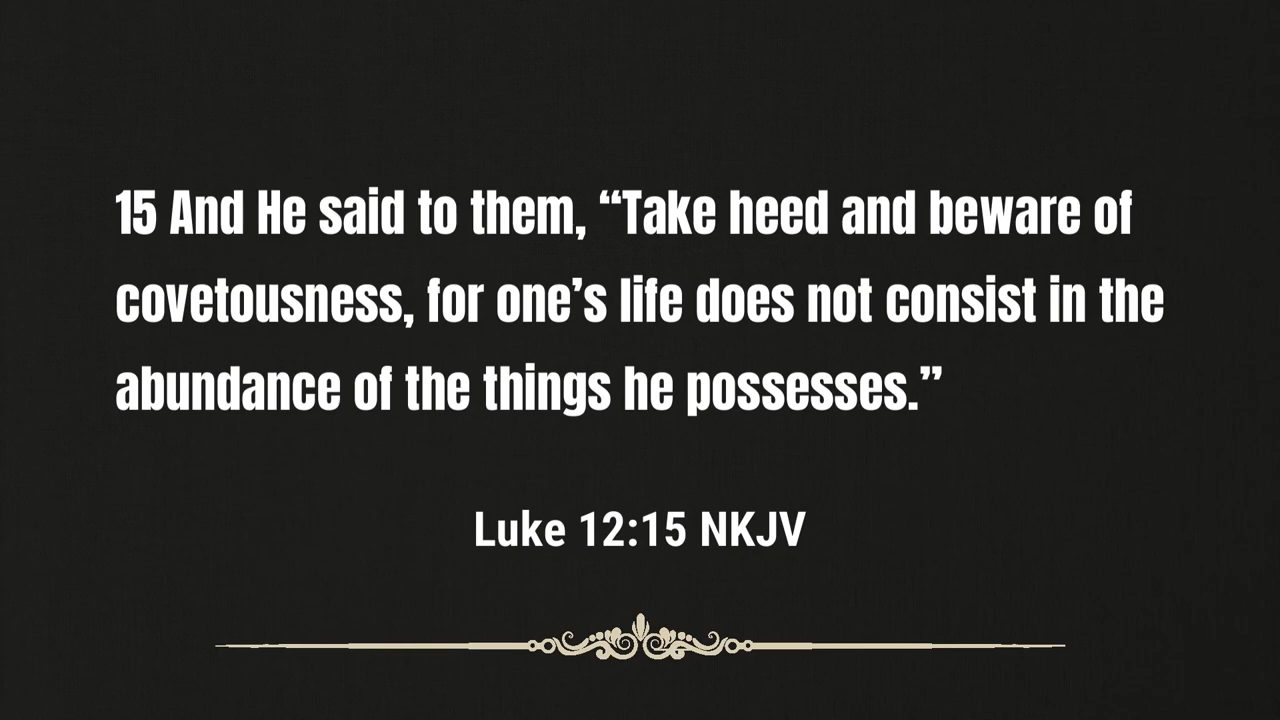 15 And He said to them, “Take heed and beware of
covetousness, for one’s life does not consist in the
abundance of the things he possesses.”
Luke 12:15 NKJV